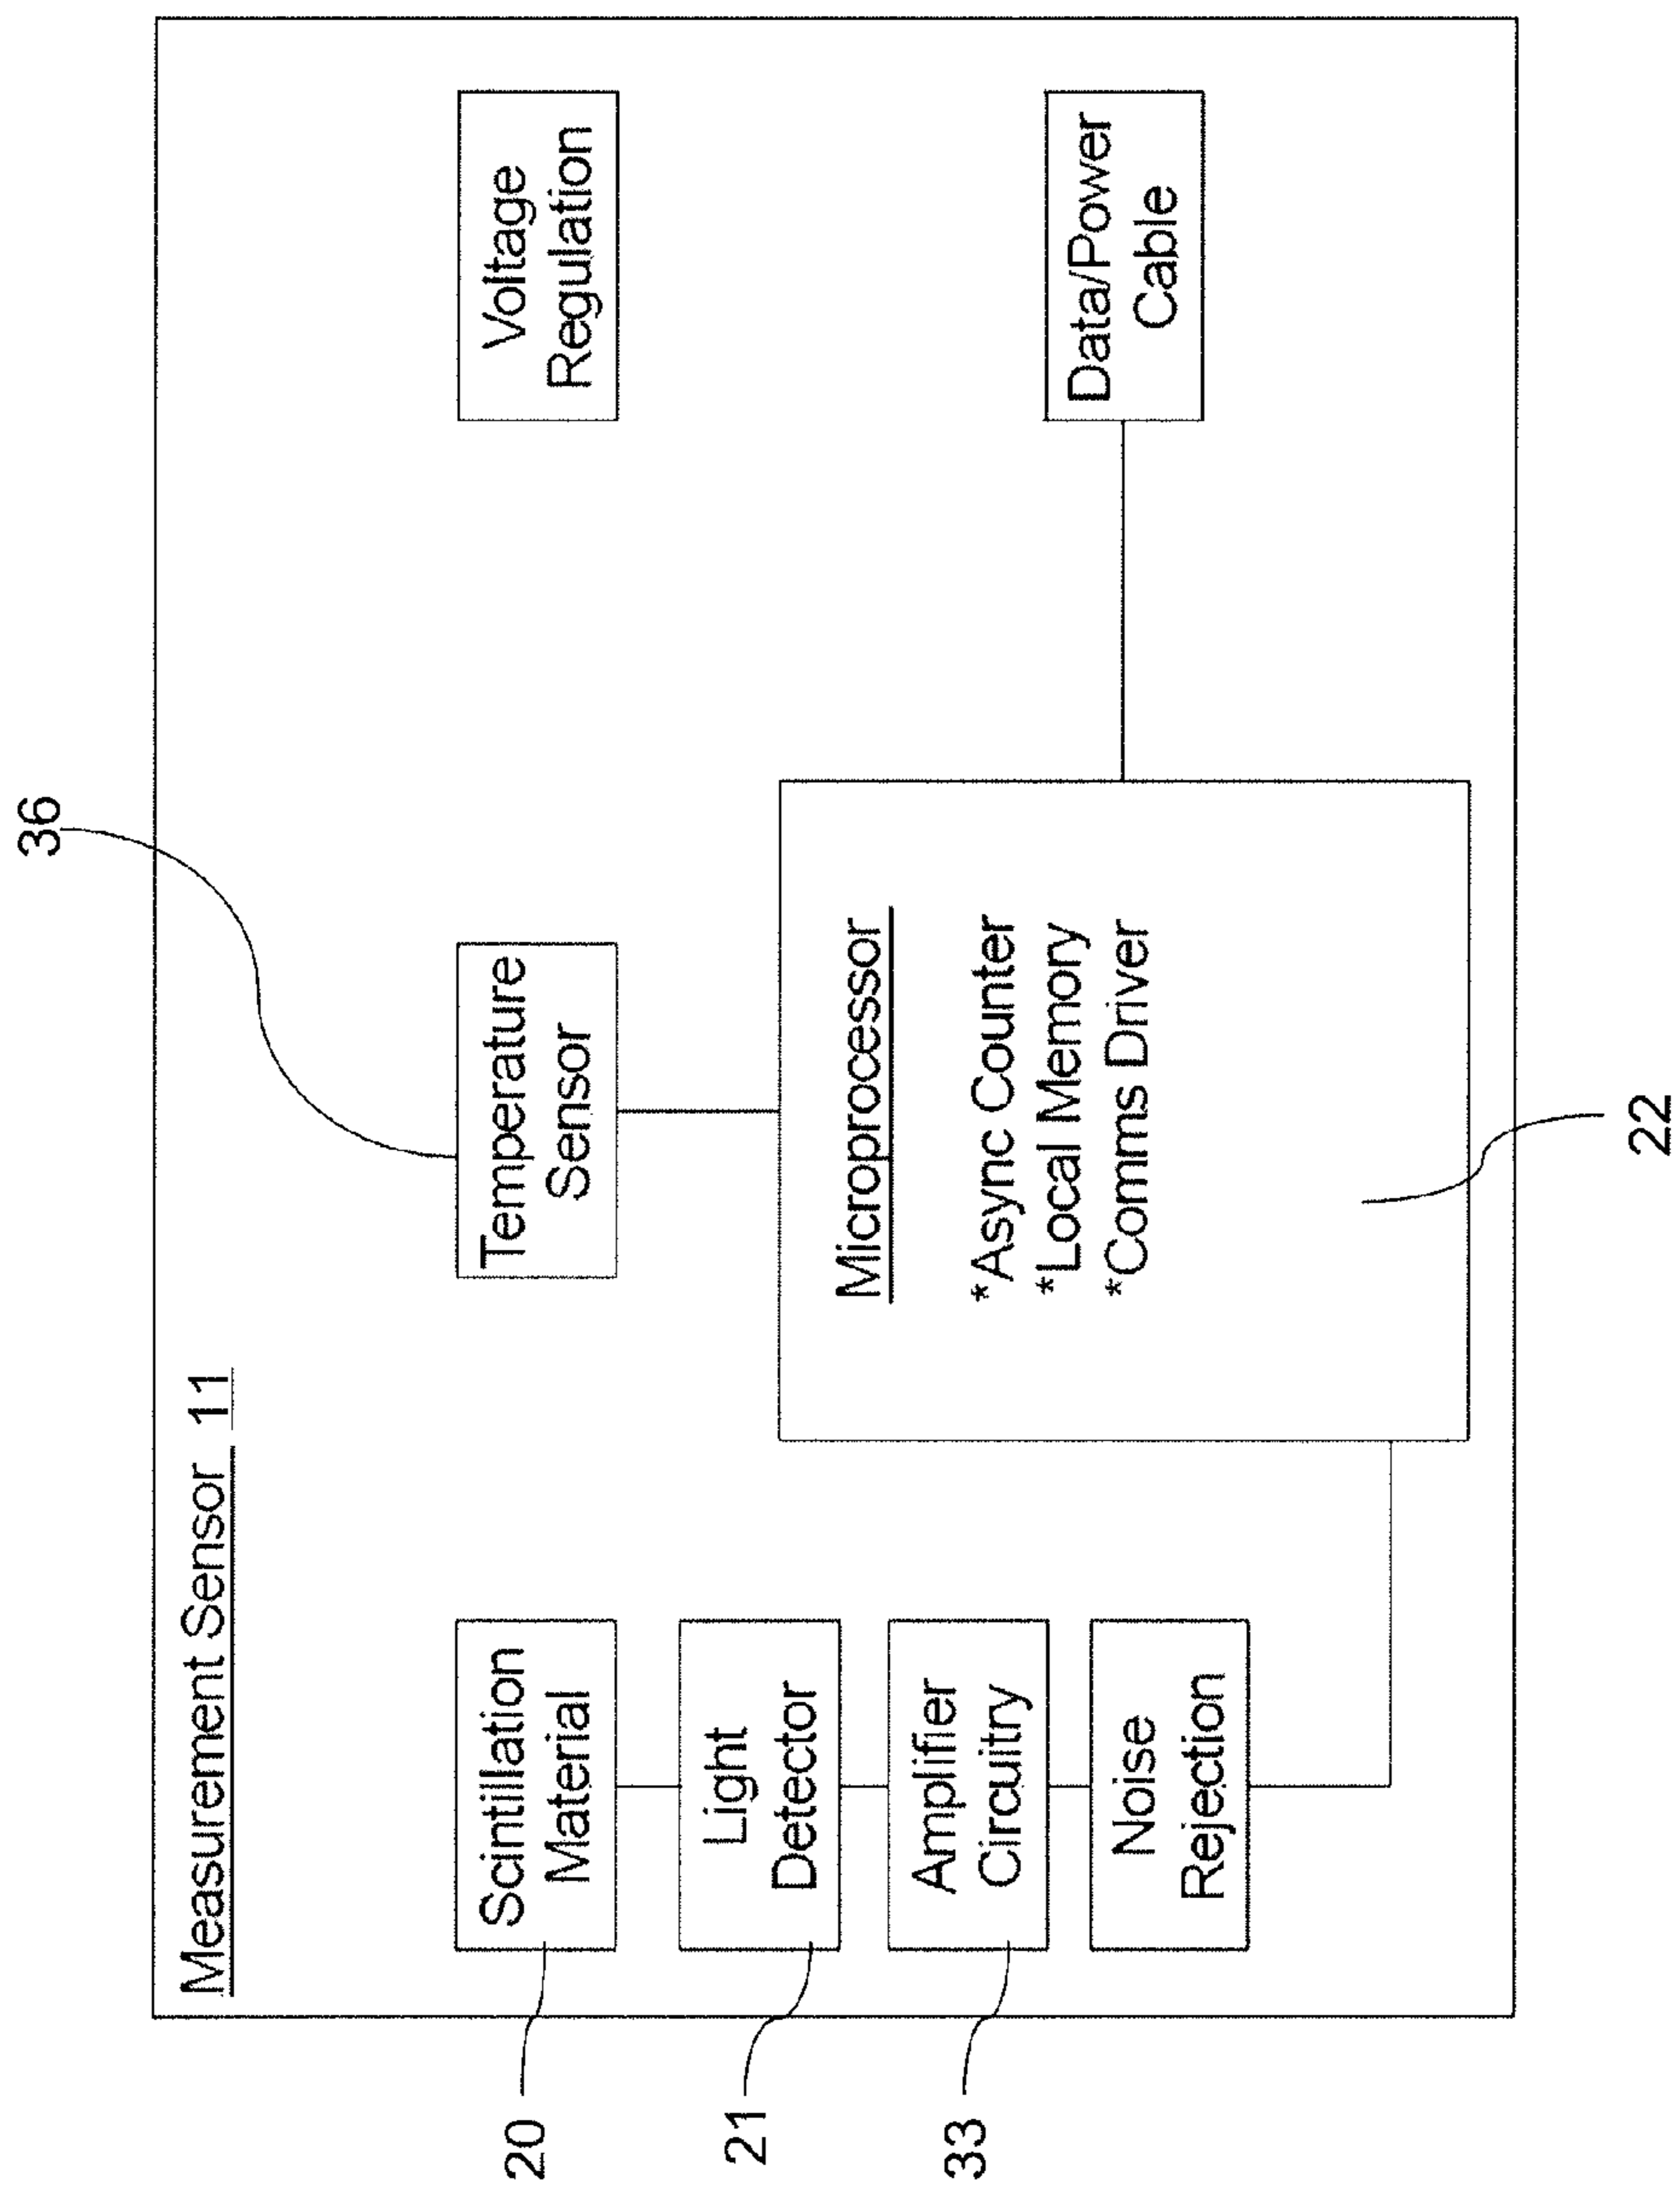 Measurement Sensor 11
Scintillation
Material
Temperature
Sensor
Voltage
Regulation
Light
Detector
Amplifier
Circuitry
Noise
Rejection
Microprocessor
*Async Counter
*Local Memory
*Comms Driver
Data/Power
Cable
20
21
33
36
22